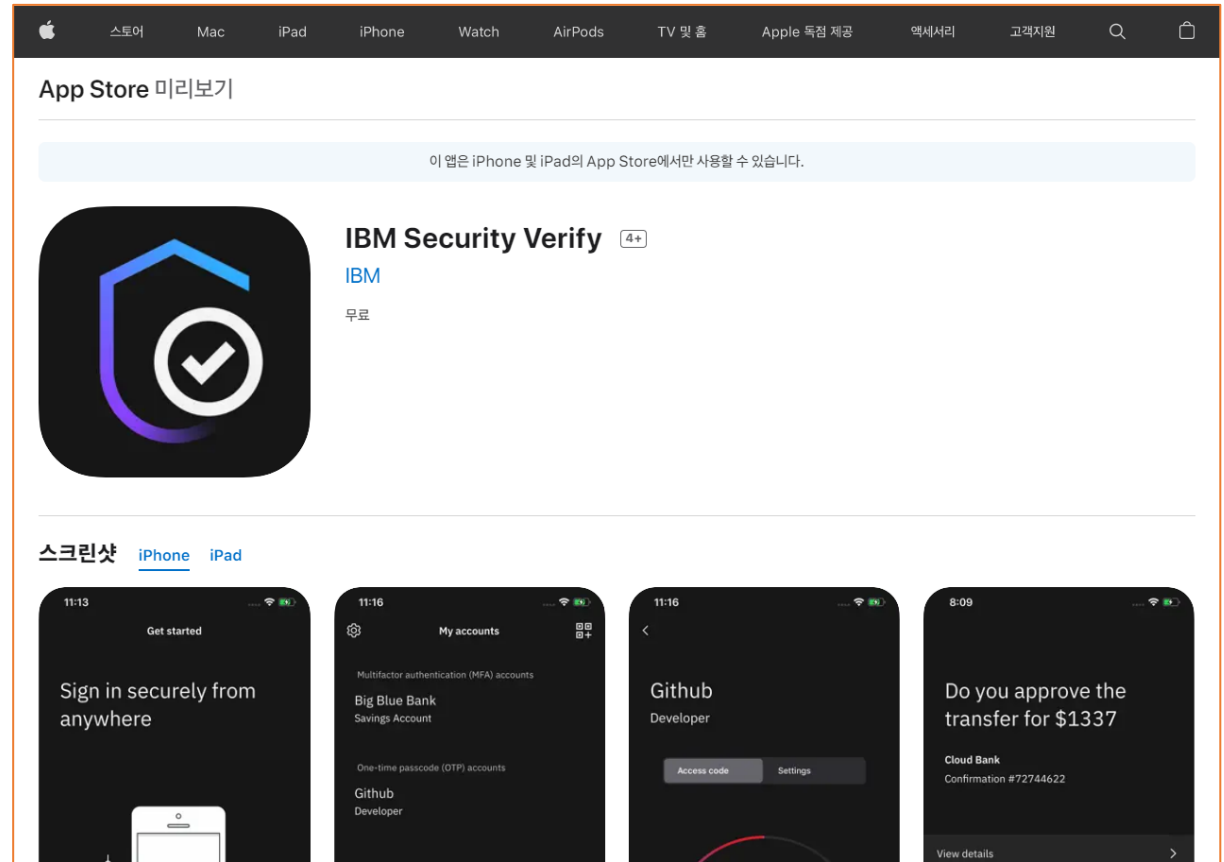 스토어 Mac iPad iPhone Watch AirPods TV 및 홈 Apple 독점 제공 액세서리 고객지원
App Store 미리보기
이 앱은 iPhone 및 iPad의 App Store에서만 사용할 수 있습니다.
IBM Security Verify 4+
IBM
무료
스크린샷 iPhone iPad
11:13
Get started
Sign in securely from
anywhere
11:16
My accounts
Multifactor authentication (MFA) accounts
Big Blue Bank
Savings Account
One-time passcode (OTP) accounts
Github
Developer
11:16
Github
Developer
Access code Settings
8:09
Do you approve the
transfer for $1337
Cloud Bank
Confirmation #72744622
View details